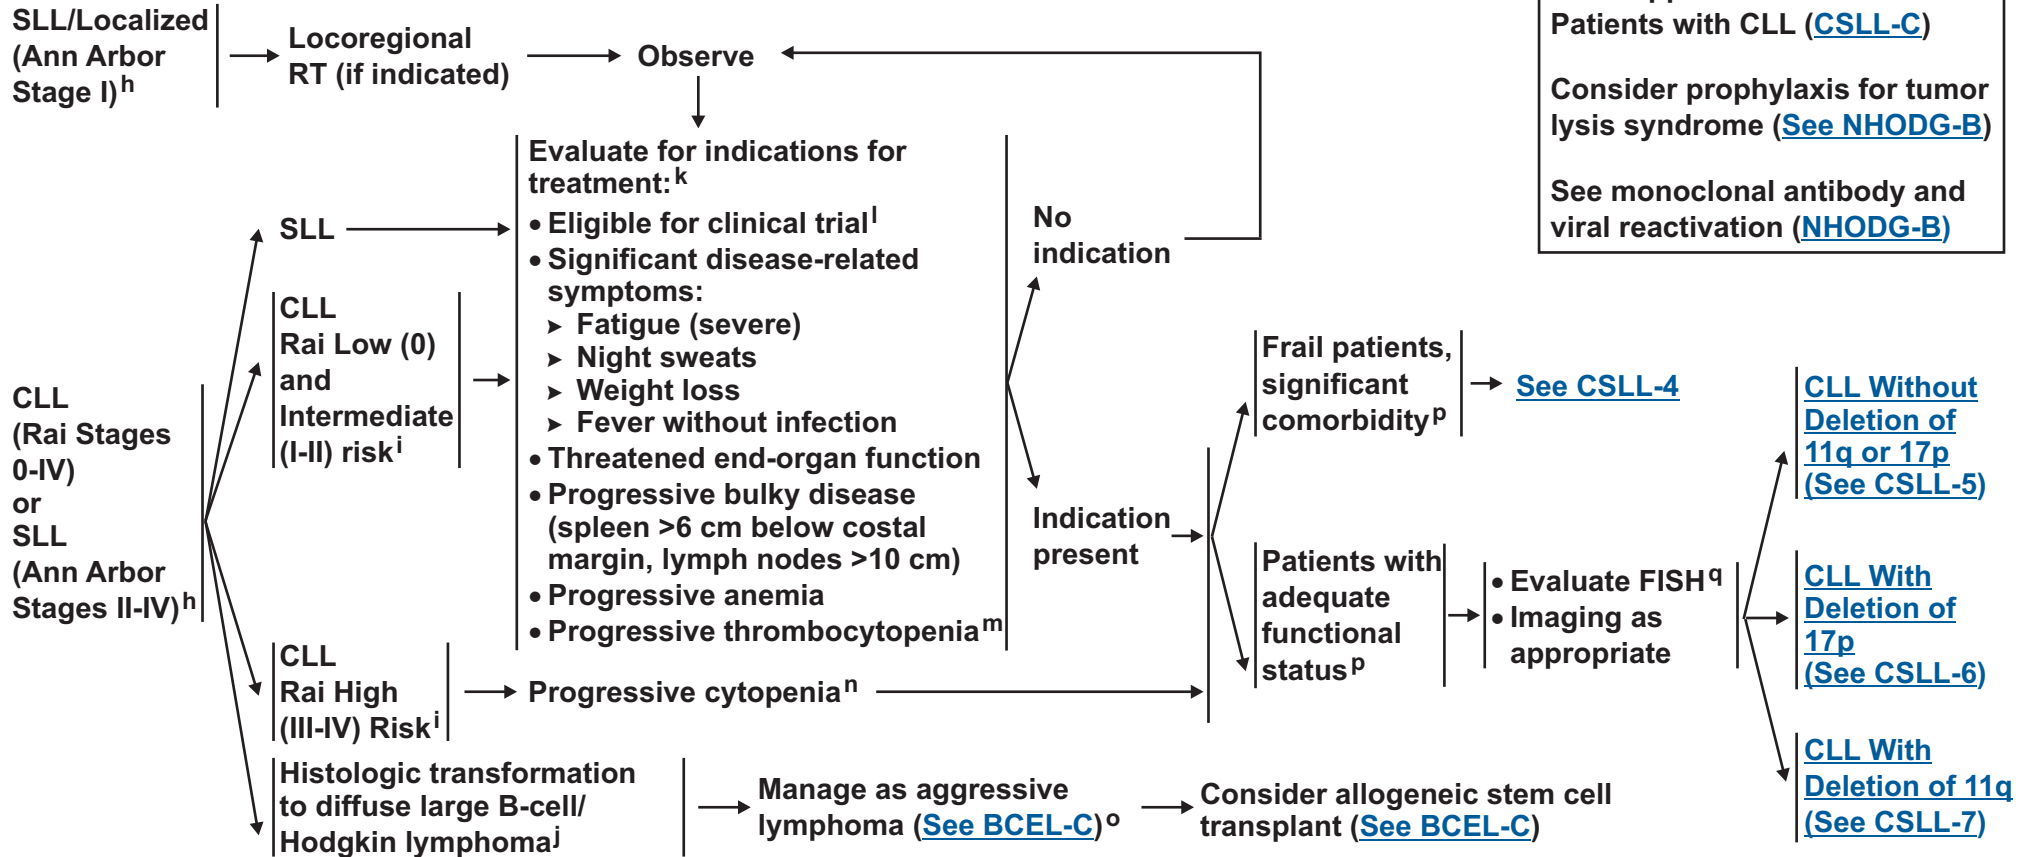 SLL/Localized
(Ann Arbor
Stage I)h
Locoregional
RT (if indicated)
Observe
Patients with CLL (CSLL-C)
Consider prophylaxis for tumor
lysis syndrome (See NHODG-B)
See monoclonal antibody and
viral reactivation (NHODG-B)
CLL
(Rai Stages
0-IV)
or
SLL
(Ann Arbor
Stages II-IV)h
SLL
CLL
Rai Low (0)
and
Intermediate
(I-II) riski
CLL
Rai High
(III-IV) Riski
Histologic transformation
to diffuse large B-cell/
Hodgkin lymphomaj
Evaluate for indications for
treatment:k
• Eligible for clinical triall
• Significant disease-related
symptoms:
➤ Fatigue (severe)
➤ Night sweats
➤ Weight loss
➤ Fever without infection
• Threatened end-organ function
• Progressive bulky disease
(spleen >6 cm below costal
margin, lymph nodes >10 cm)
• Progressive anemia
• Progressive thrombocytopeniam
Progressive cytopenian
Manage as aggressive
lymphoma (See BCEL-C)o
Consider allogeneic stem cell
transplant (See BCEL-C)
No
indication
Indication
present
Frail patients,
significant
comorbidityp
See CSLL-4
Patients with
adequate
functional
statusp
• Evaluate FISHq
• Imaging as
appropriate
CLL Without
Deletion of
11q or 17p
(See CSLL-5)
CLL With
Deletion of
17p
(See CSLL-6)
CLL With
Deletion of 11q
(See CSLL-7)